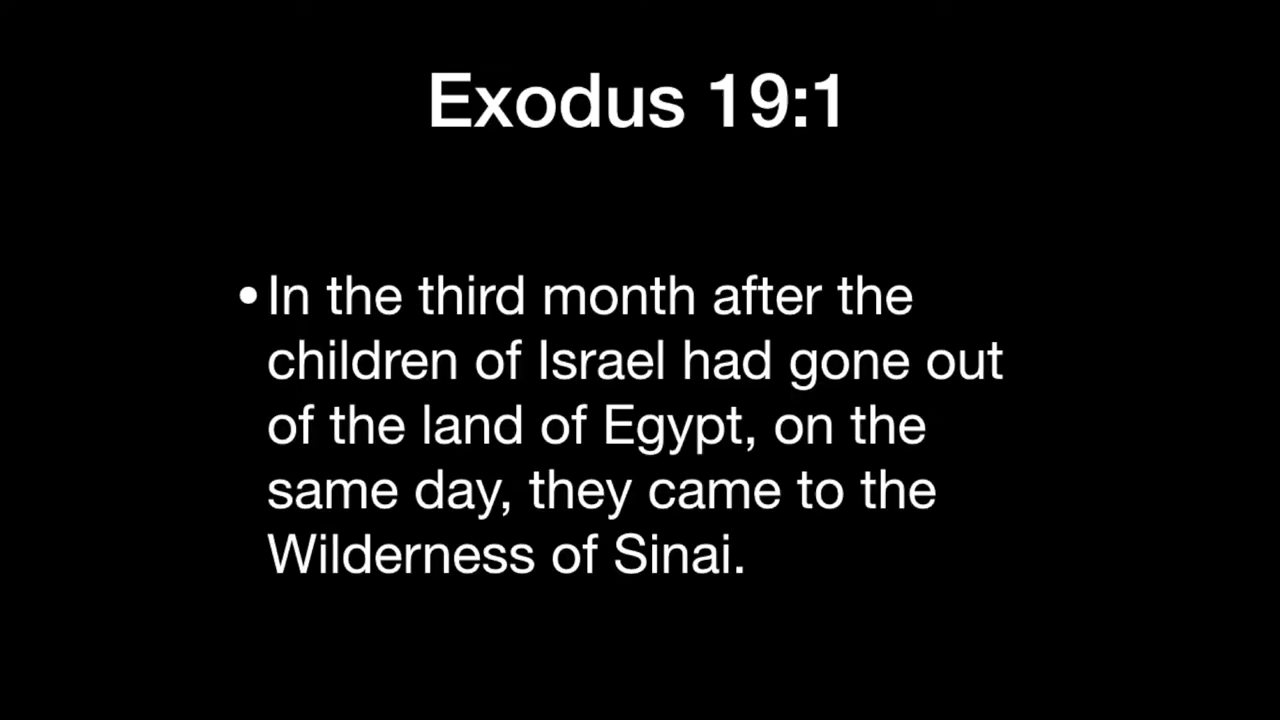 Exodus 19:1
•In the third month after the
children of Israel had gone out
of the land of Egypt, on the
same day, they came to the
Wilderness of Sinai.